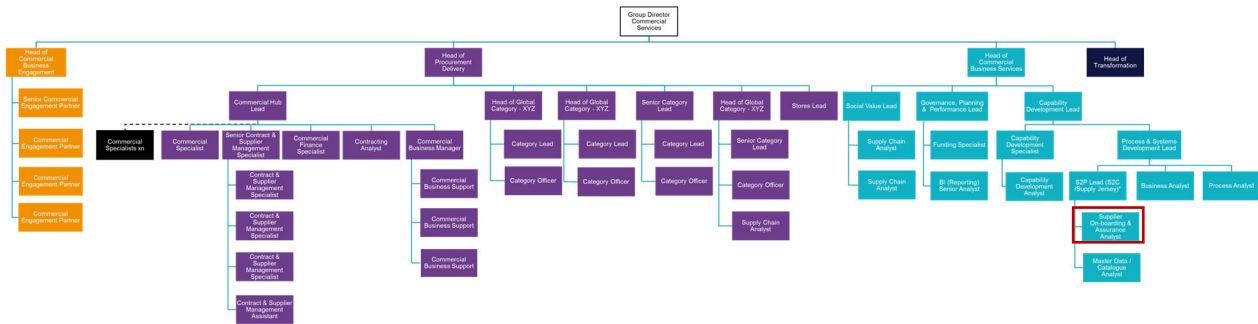 Group Director
Commercial
Services
Head of
Commercial
Business
Engagement
Head of
Procurement
Delivery
Head of
Commercial
Business Services
Head of
Transformation
Senior Commercial
Engagement Partner
Commercial
Engagement Partner
Commercial
Engagement Partner
Commercial
Engagement Partner
Commercial Hub
Lead
Head of Global
Category - XYZ
Head of Global
Category - XYZ
Senior Category
Lead
Head of Global
Category - XYZ
Stores Lead
Commercial
Specialists xn
Commercial
Specialist
Senior Contract &
Supplier
Management
Specialist
Commercial
Finance
Specialist
Contracting
Analyst
Commercial
Business Manager
Contract &
Supplier
Management
Specialist
Contract &
Supplier
Management
Specialist
Contract &
Supplier
Management
Specialist
Contract & Supplier
Management
Assistant
Commercial
Business Support
Commercial
Business Support
Commercial
Business Support
Category Lead
Category Officer
Category Lead
Category Officer
Category Lead
Category Officer
Senior Category
Lead
Category Officer
Supply Chain
Analyst
Social Value Lead
Governance, Planning
& Performance Lead
Capability
Development Lead
Supply Chain
Analyst
Supply Chain
Analyst
Funding Specialist
BI (Reporting)
Senior Analyst
Capability
Development
Specialist
Capability
Development
Analyst
Process & Systems
Development Lead
S2P Lead (S2C
/Supply Jersey)*
Business Analyst
Process Analyst
Supplier
On-boarding &
Assurance
Analyst
Master Data /
Catalogue
Analyst